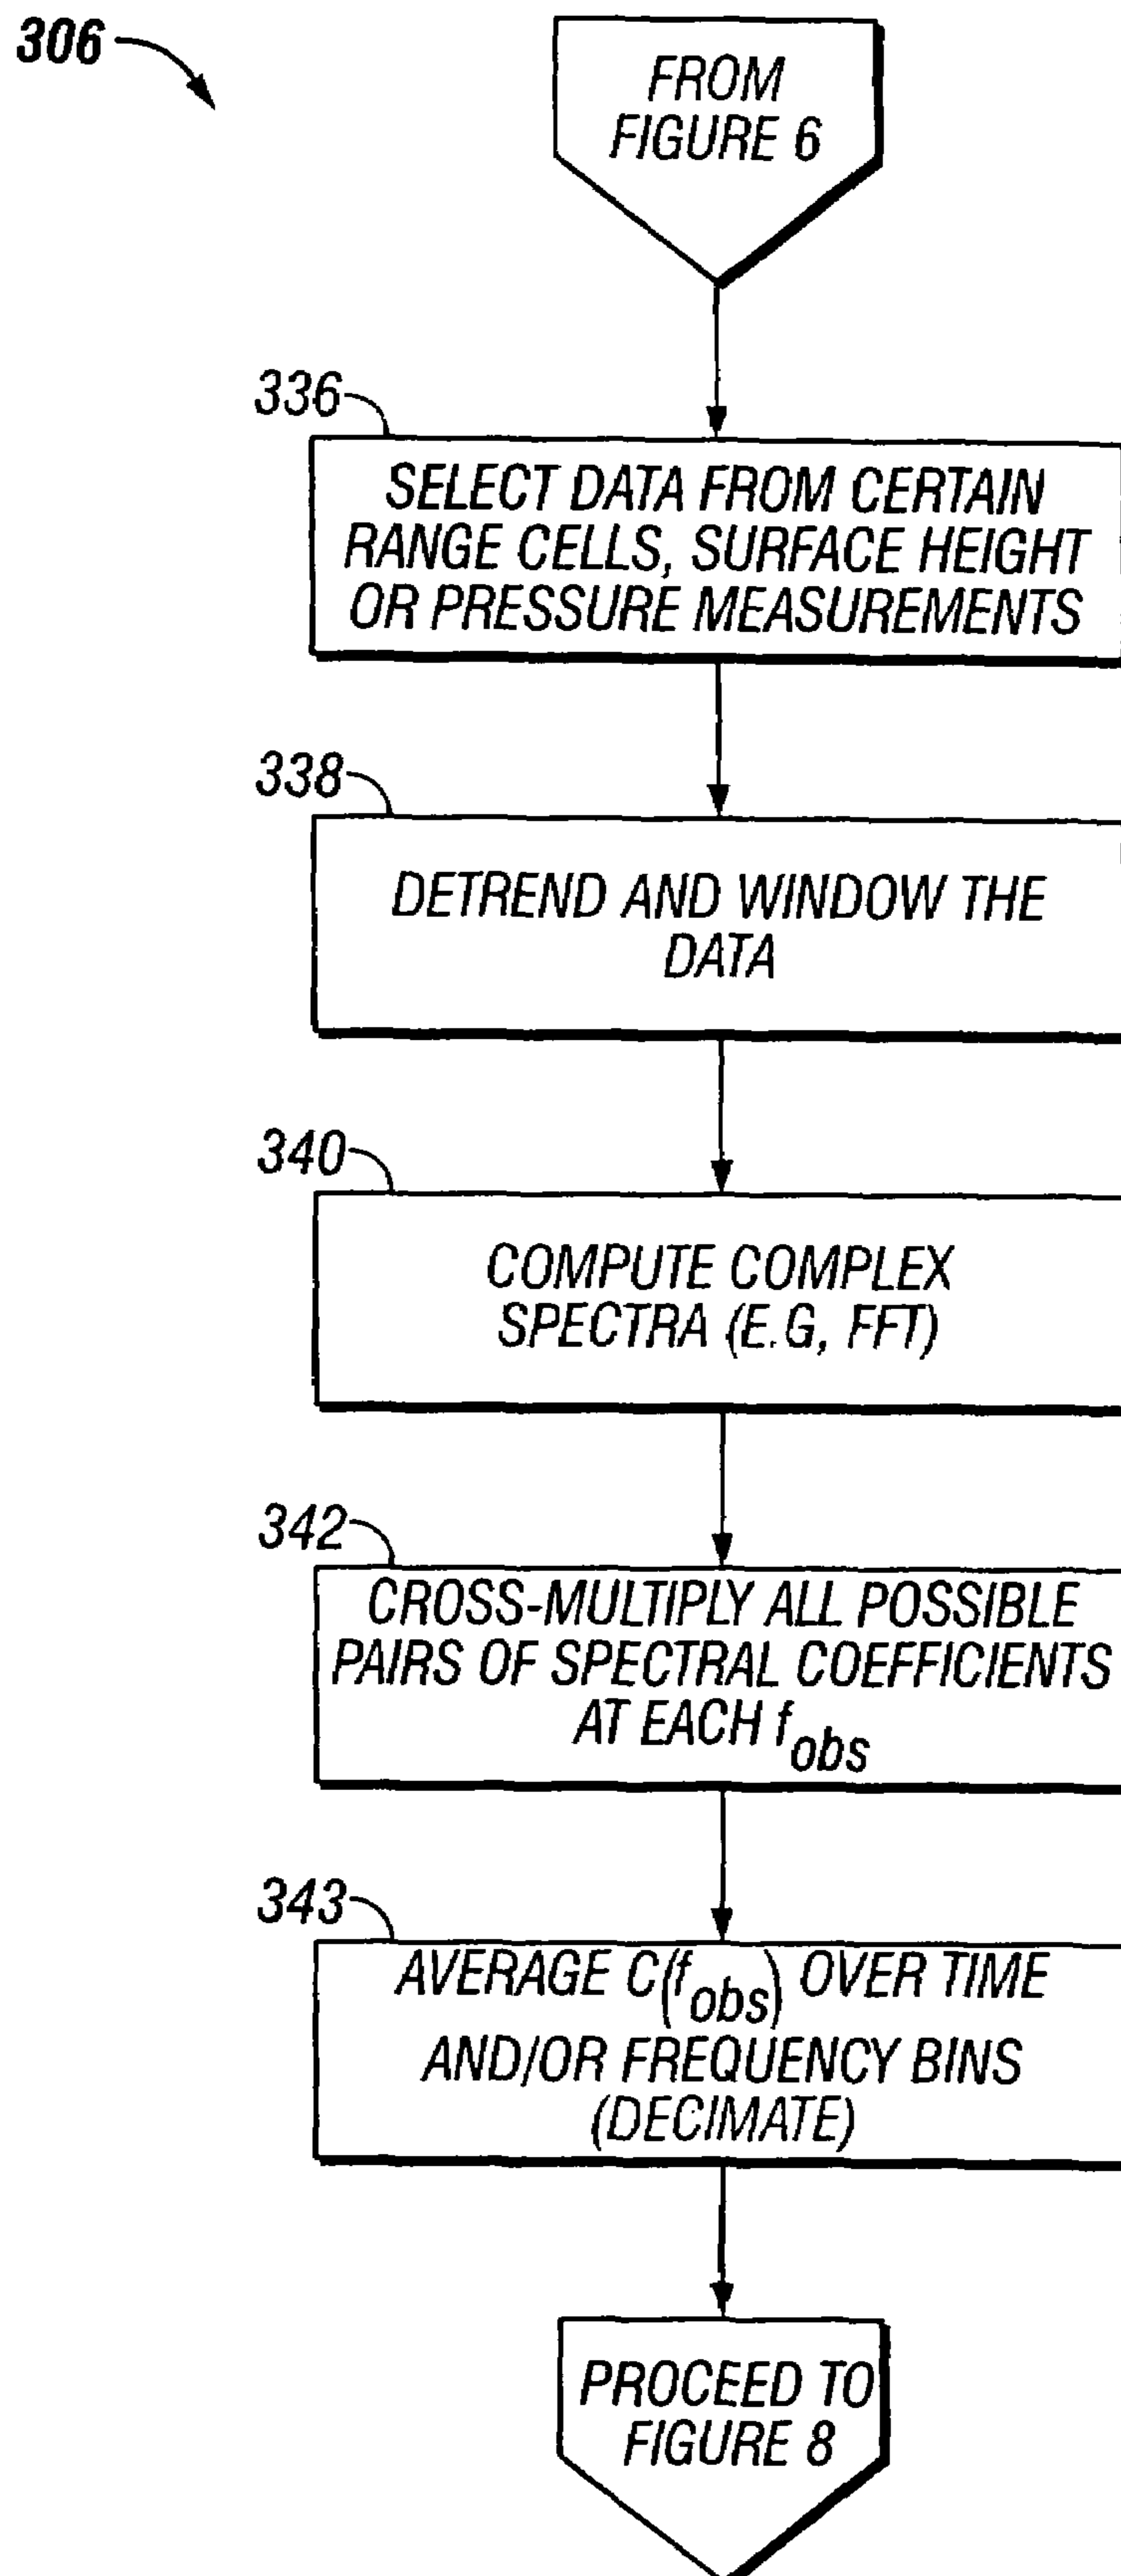 306
FROM
FIGURE 6
336
SELECT DATA FROM CERTAIN
RANGE CELLS, SURFACE HEIGHT
OR PRESSURE MEASUREMENTS
338
DETREND AND WINDOW THE
DATA
340
COMPUTE COMPLEX
SPECTRA (E.G, FFT)
342
CROSS-MULTIPLY ALL POSSIBLE
PAIRS OF SPECTRAL COEFFICIENTS
AT EACH f_obs
343
AVERAGE C(f_obs) OVER TIME
AND/OR FREQUENCY BINS
(DECIMATE)
PROCEED TO
FIGURE 8